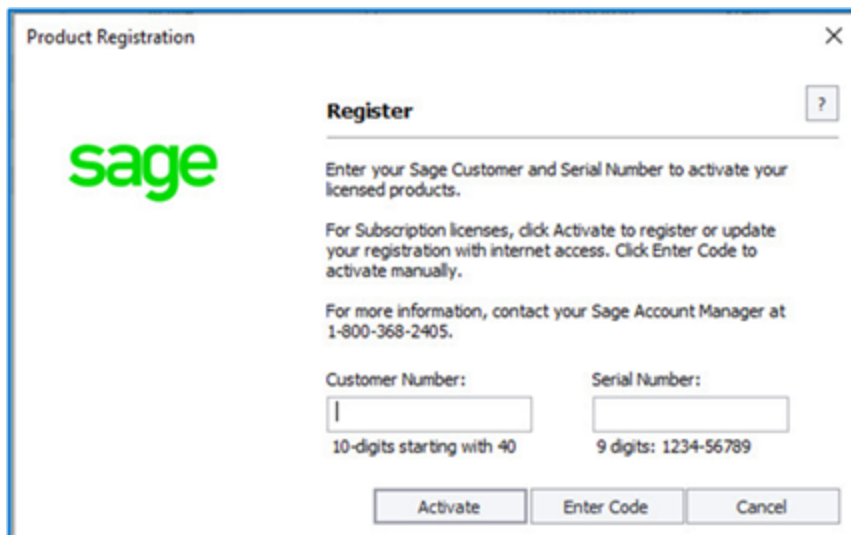 Product Registration
Register
?
sage
Enter your Sage Customer and Serial Number to activate your
licensed products.
For Subscription licenses, click Activate to register or update
your registration with internet access. Click Enter Code to
activate manually.
For more information, contact your Sage Account Manager at
1-800-368-2405.
Customer Number: Serial Number:
10-digits starting with 40 9 digits: 1234-56789
Activate Enter Code Cancel